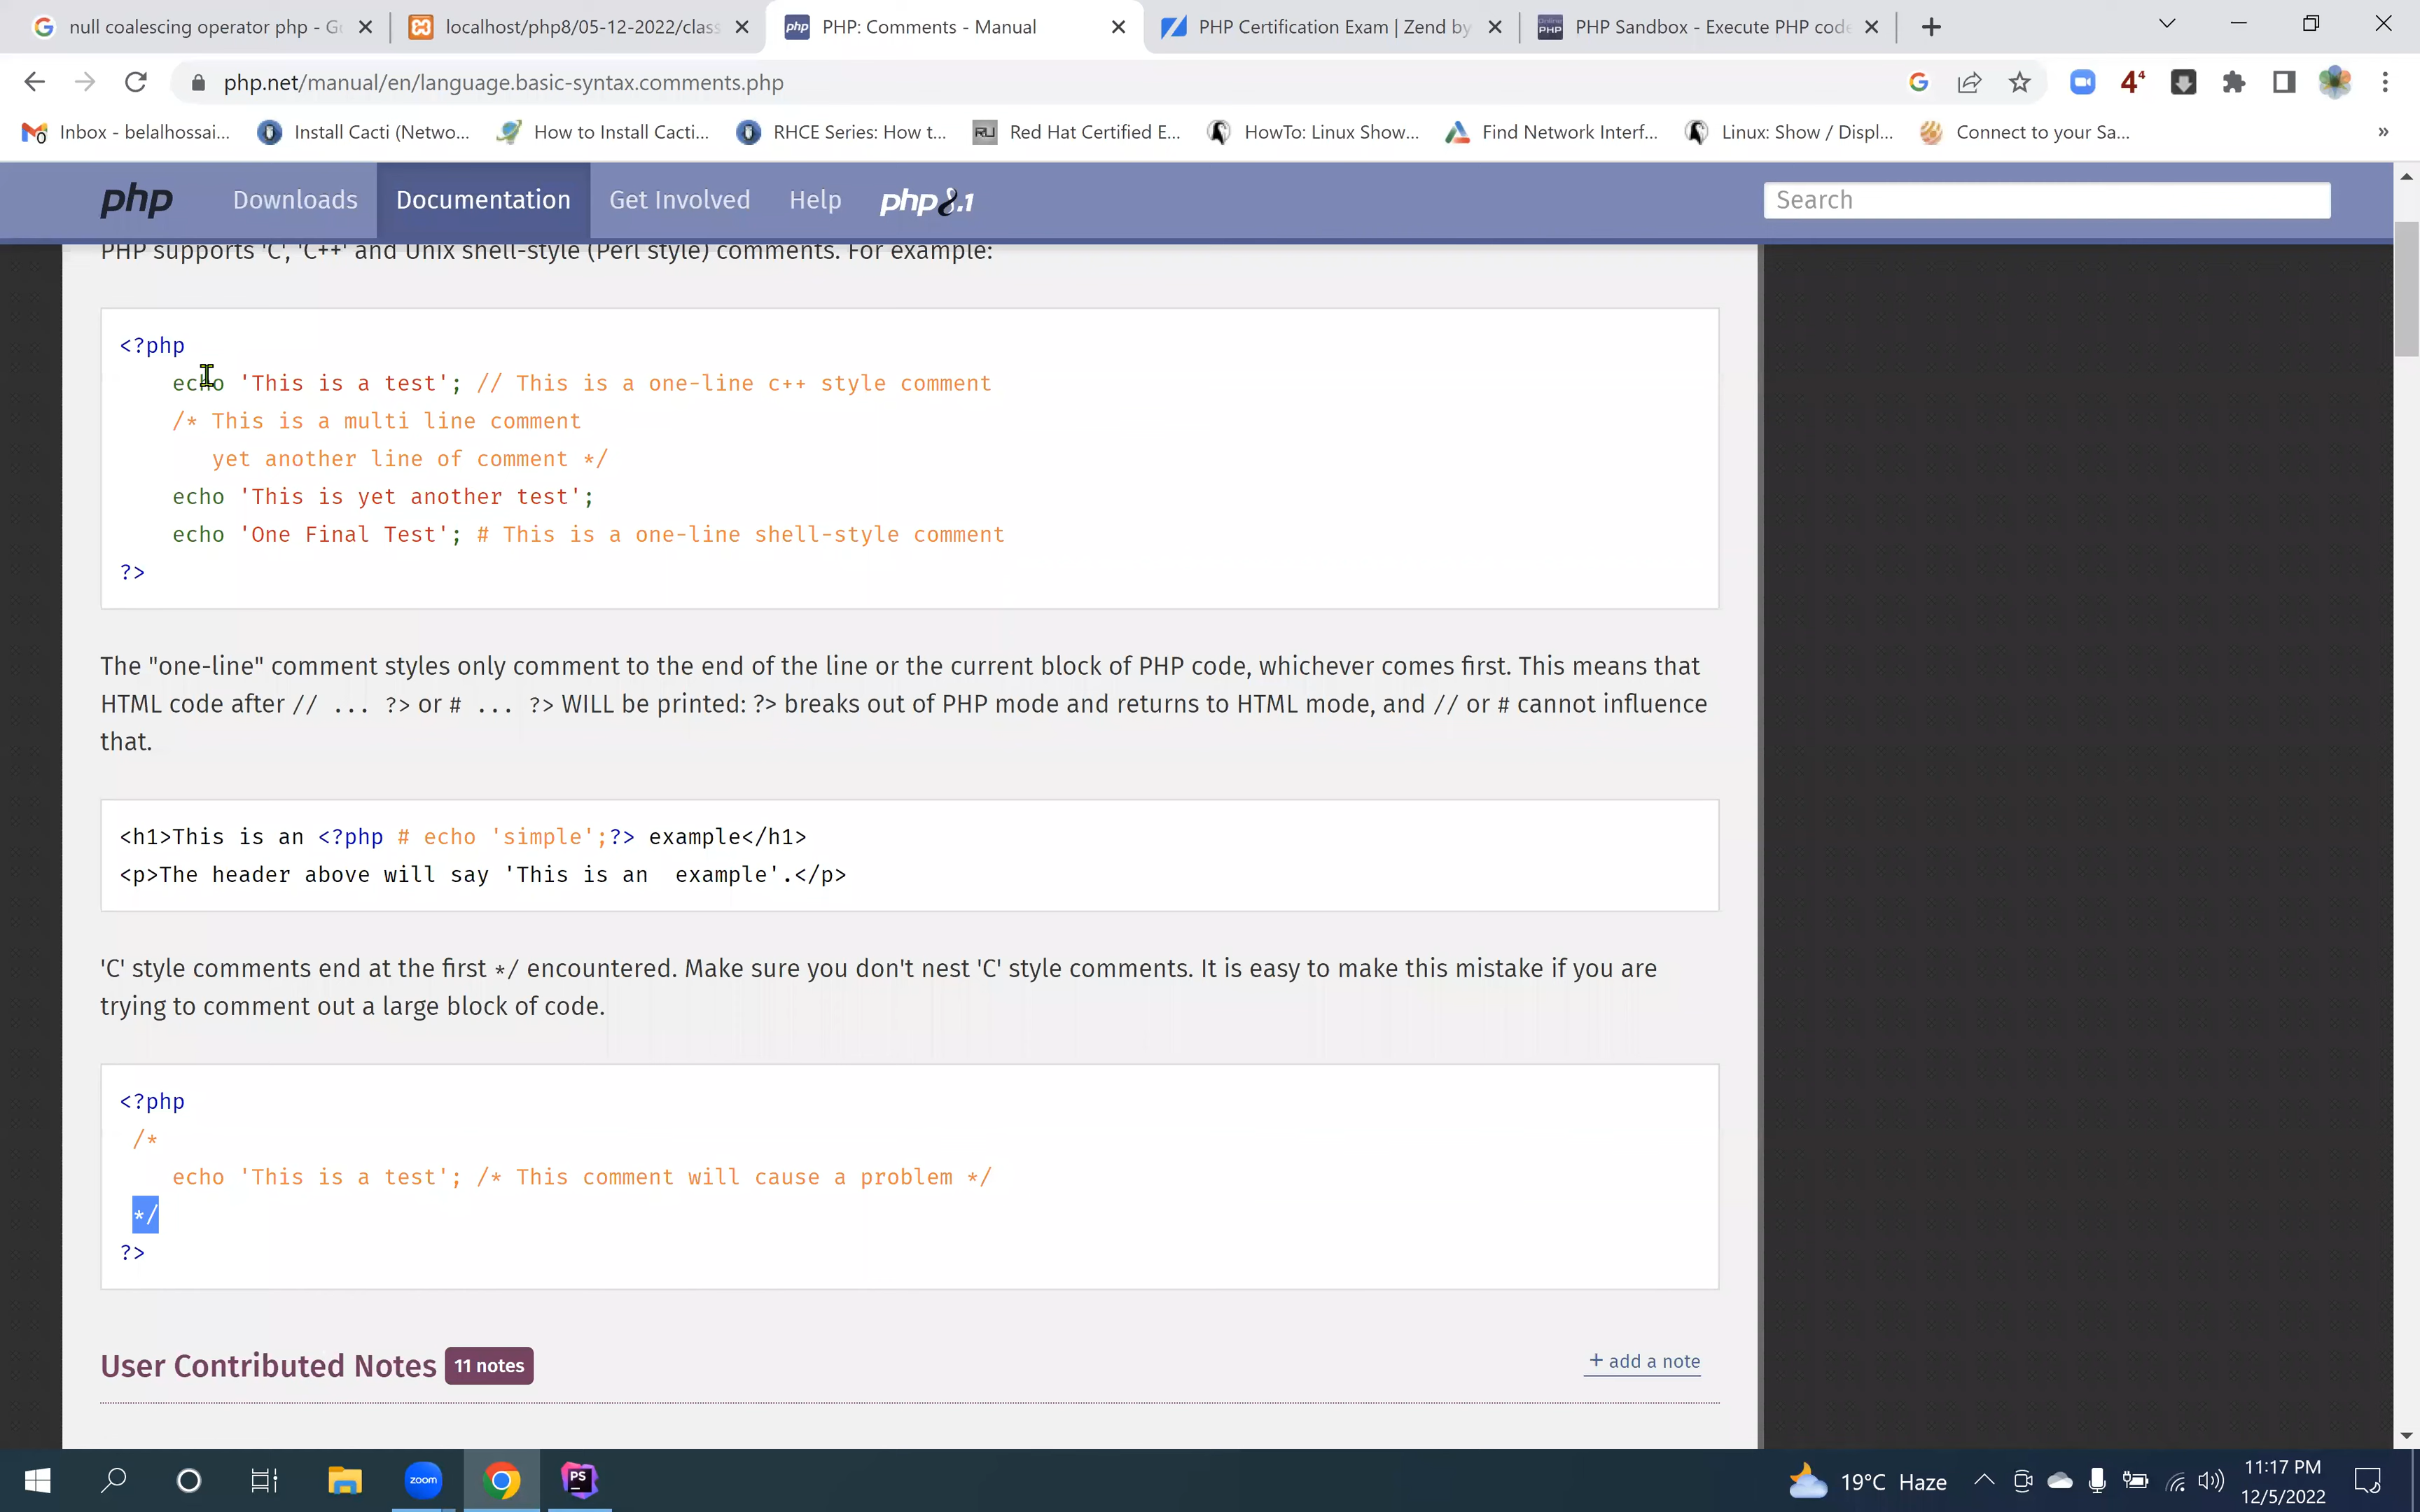 null coalescing operator php - G
localhost/php8/05-12-2022/class
PHP: Comments - Manual
PHP Certification Exam | Zend by
PHP Sandbox - Execute PHP code
php.net/manual/en/language.basic-syntax.comments.php
Inbox - belalhossai...
Install Cacti (Netwo...
How to Install Cacti...
RHCE Series: How t...
Red Hat Certified E...
HowTo: Linux Show...
Find Network Interf...
Linux: Show / Displ...
Connect to your Sa...
»
php
Downloads
Documentation
Get Involved
Help
php8.1
Search
PHP supports 'C', 'C++' and Unix shell-style (Perl style) comments. For example:
<?php
echo 'This is a test'; // This is a one-line c++ style comment
/* This is a multi line comment
yet another line of comment */
echo 'This is yet another test';
echo 'One Final Test'; # This is a one-line shell-style comment
?>
The "one-line" comment styles only comment to the end of the line or the current block of PHP code, whichever comes first. This means that
HTML code after // ... ?> or # ... ?> WILL be printed: ?> breaks out of PHP mode and returns to HTML mode, and // or # cannot influence
that.
<h1>This is an <?php # echo 'simple';?> example</h1>
<p>The header above will say 'This is an  example'.</p>
'C' style comments end at the first */ encountered. Make sure you don't nest 'C' style comments. It is easy to make this mistake if you are
trying to comment out a large block of code.
<?php
/*
echo 'This is a test'; /* This comment will cause a problem */
*/
?>
User Contributed Notes 11 notes
+ add a note
zoom
PS
19°C Haze
11:17 PM
12/5/2022